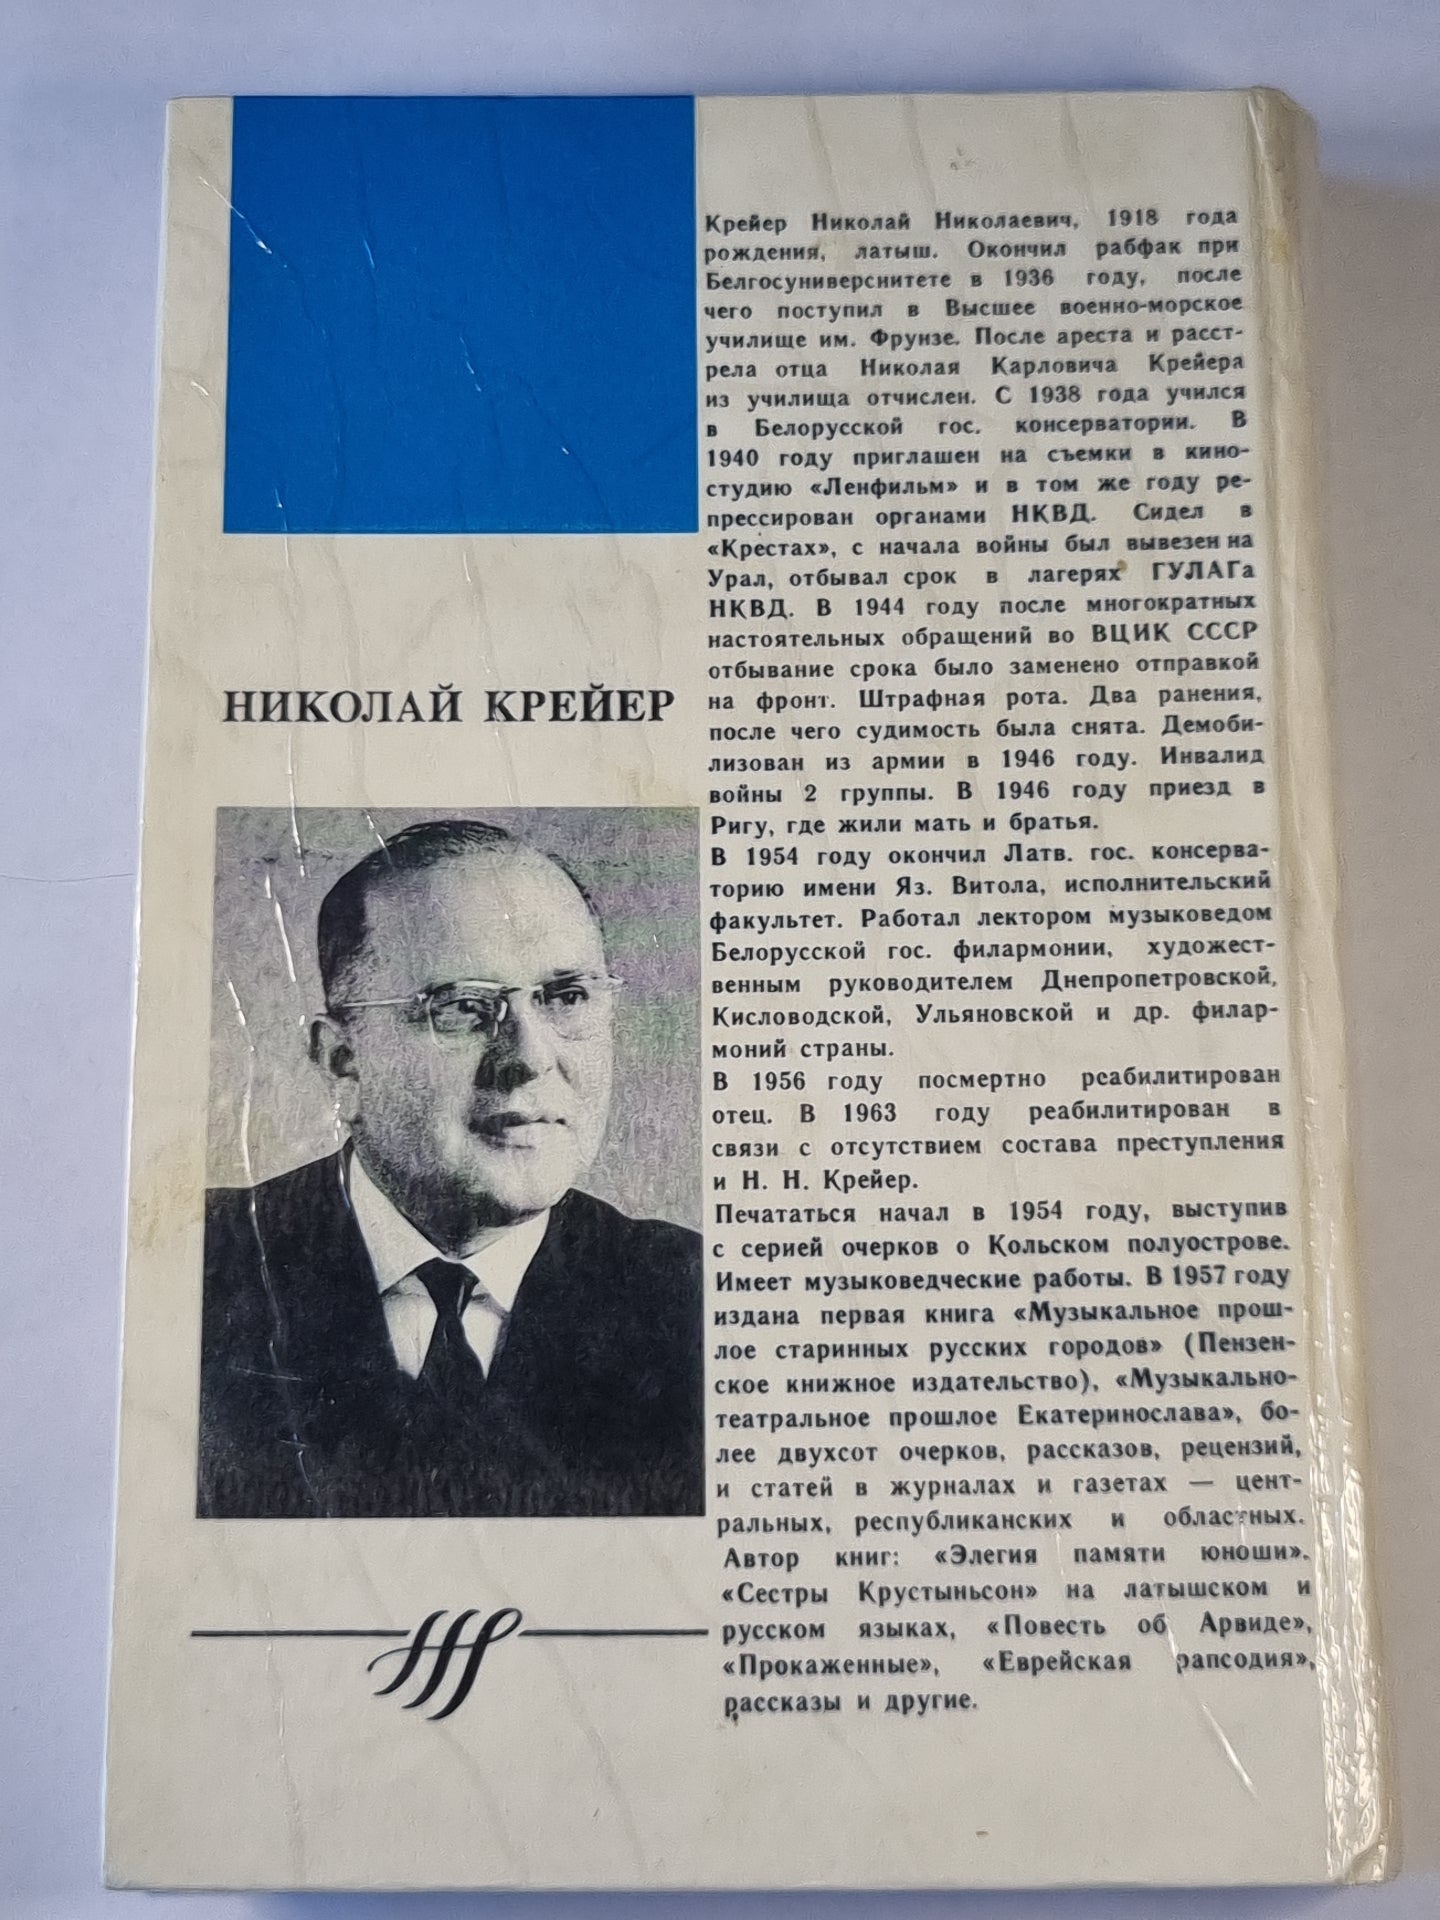 НИКОЛАЙ КРЕЙЕР
Крейер Николай Николаевич, 1918 года
рождения, латыш. Окончил рабфак при
Белгосуниверснитете в 1936 году, после
чего поступил в Высшее военно-морское
училище им. Фрунзе. После ареста и расст-
рела отца Николая Карловича Крейера
из училища отчислен. С 1938 года учился
в Белорусской гос. консерватории. В
1940 году приглашен на съемки в кино-
студию «Ленфильм» и в том же году ре-
прессирован органами НКВД. Сидел в
«Крестах», с начала войны был вывезен на
Урал, отбывал срок в лагерях ГУЛАГа
НКВД. В 1944 году после многократных
настоятельных обращений во ВЦИК СССР
отбывание срока было заменено отправкой
на фронт. Штрафная рота. Два ранения,
после чего судимость была снята. Демоби-
лизован из армии в 1946 году. Инвалид
войны 2 группы. В 1946 году приезд в
Ригу, где жили мать и братья.
В 1954 году окончил Латв. гос. консерва-
торию имени Яз. Витола, исполнительский
факультет. Работал лектором музыковедом
Белорусской гос. филармонии, художест-
венным руководителем Днепропетровской,
Кисловодской, Ульяновской и др. филар-
моний страны.
В 1956 году посмертно реабилитирован
отец. В 1963 году реабилитирован в
связи с отсутствием состава преступления
и Н. Н. Крейер.
Печататься начал в 1954 году, выступив
с серией очерков о Кольском полуострове.
Имеет музыковедческие работы. В 1957 году
издана первая книга «Музыкальное прош-
лое старинных русских городов» (Пензен-
ское книжное издательство), «Музыкально-
театральное прошлое Екатеринослава», бо-
лее двухсот очерков, рассказов, рецензий,
и статей в журналах и газетах — цент-
ральных, республиканских и областных.
Автор книг: «Элегия памяти юноши»,
«Сестры Крустыньсон» на латышском и
русском языках, «Повесть об Арвиде»,
«Прокаженные», «Еврейская рапсодия»,
рассказы и другие.